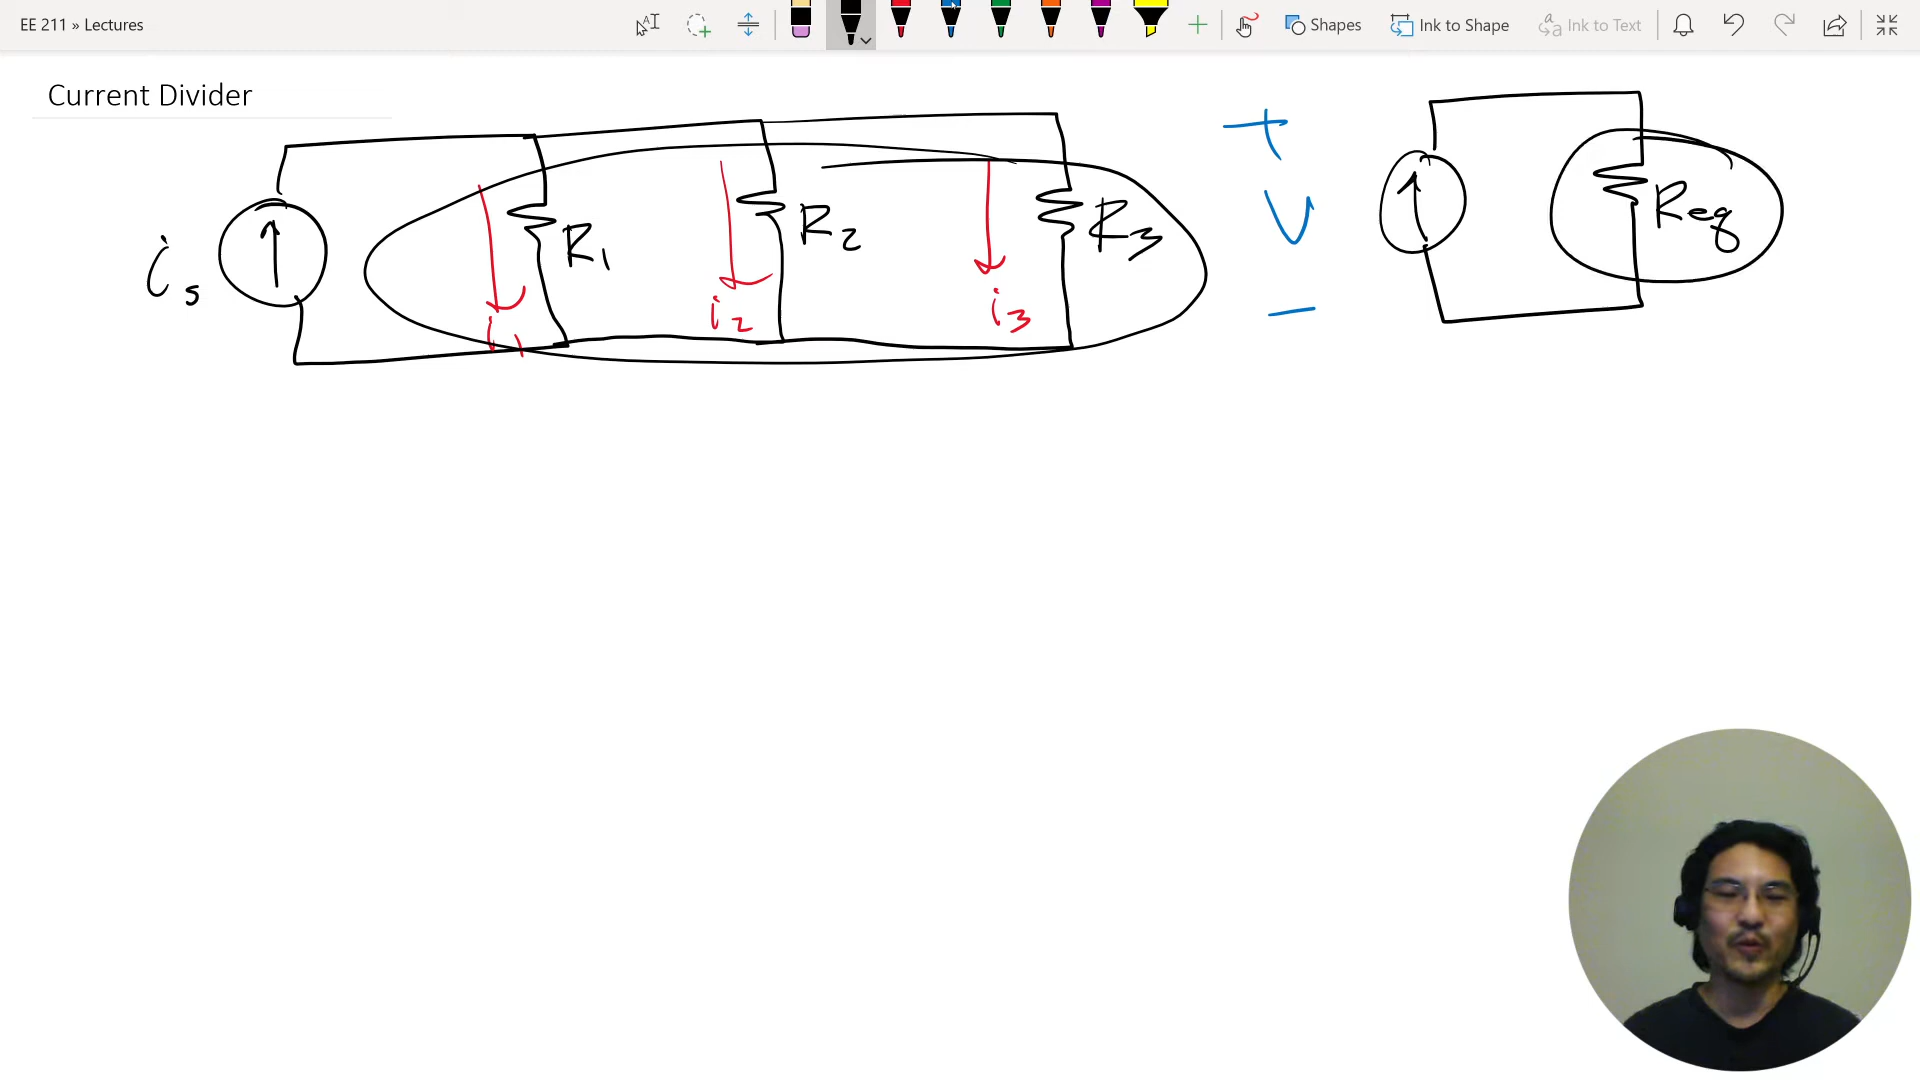 EE 211 » Lectures
Shapes
Ink to Shape
Ink to Text
Current Divider
is
R1
R2
R3
i1
i2
i3
+
V
−
Req